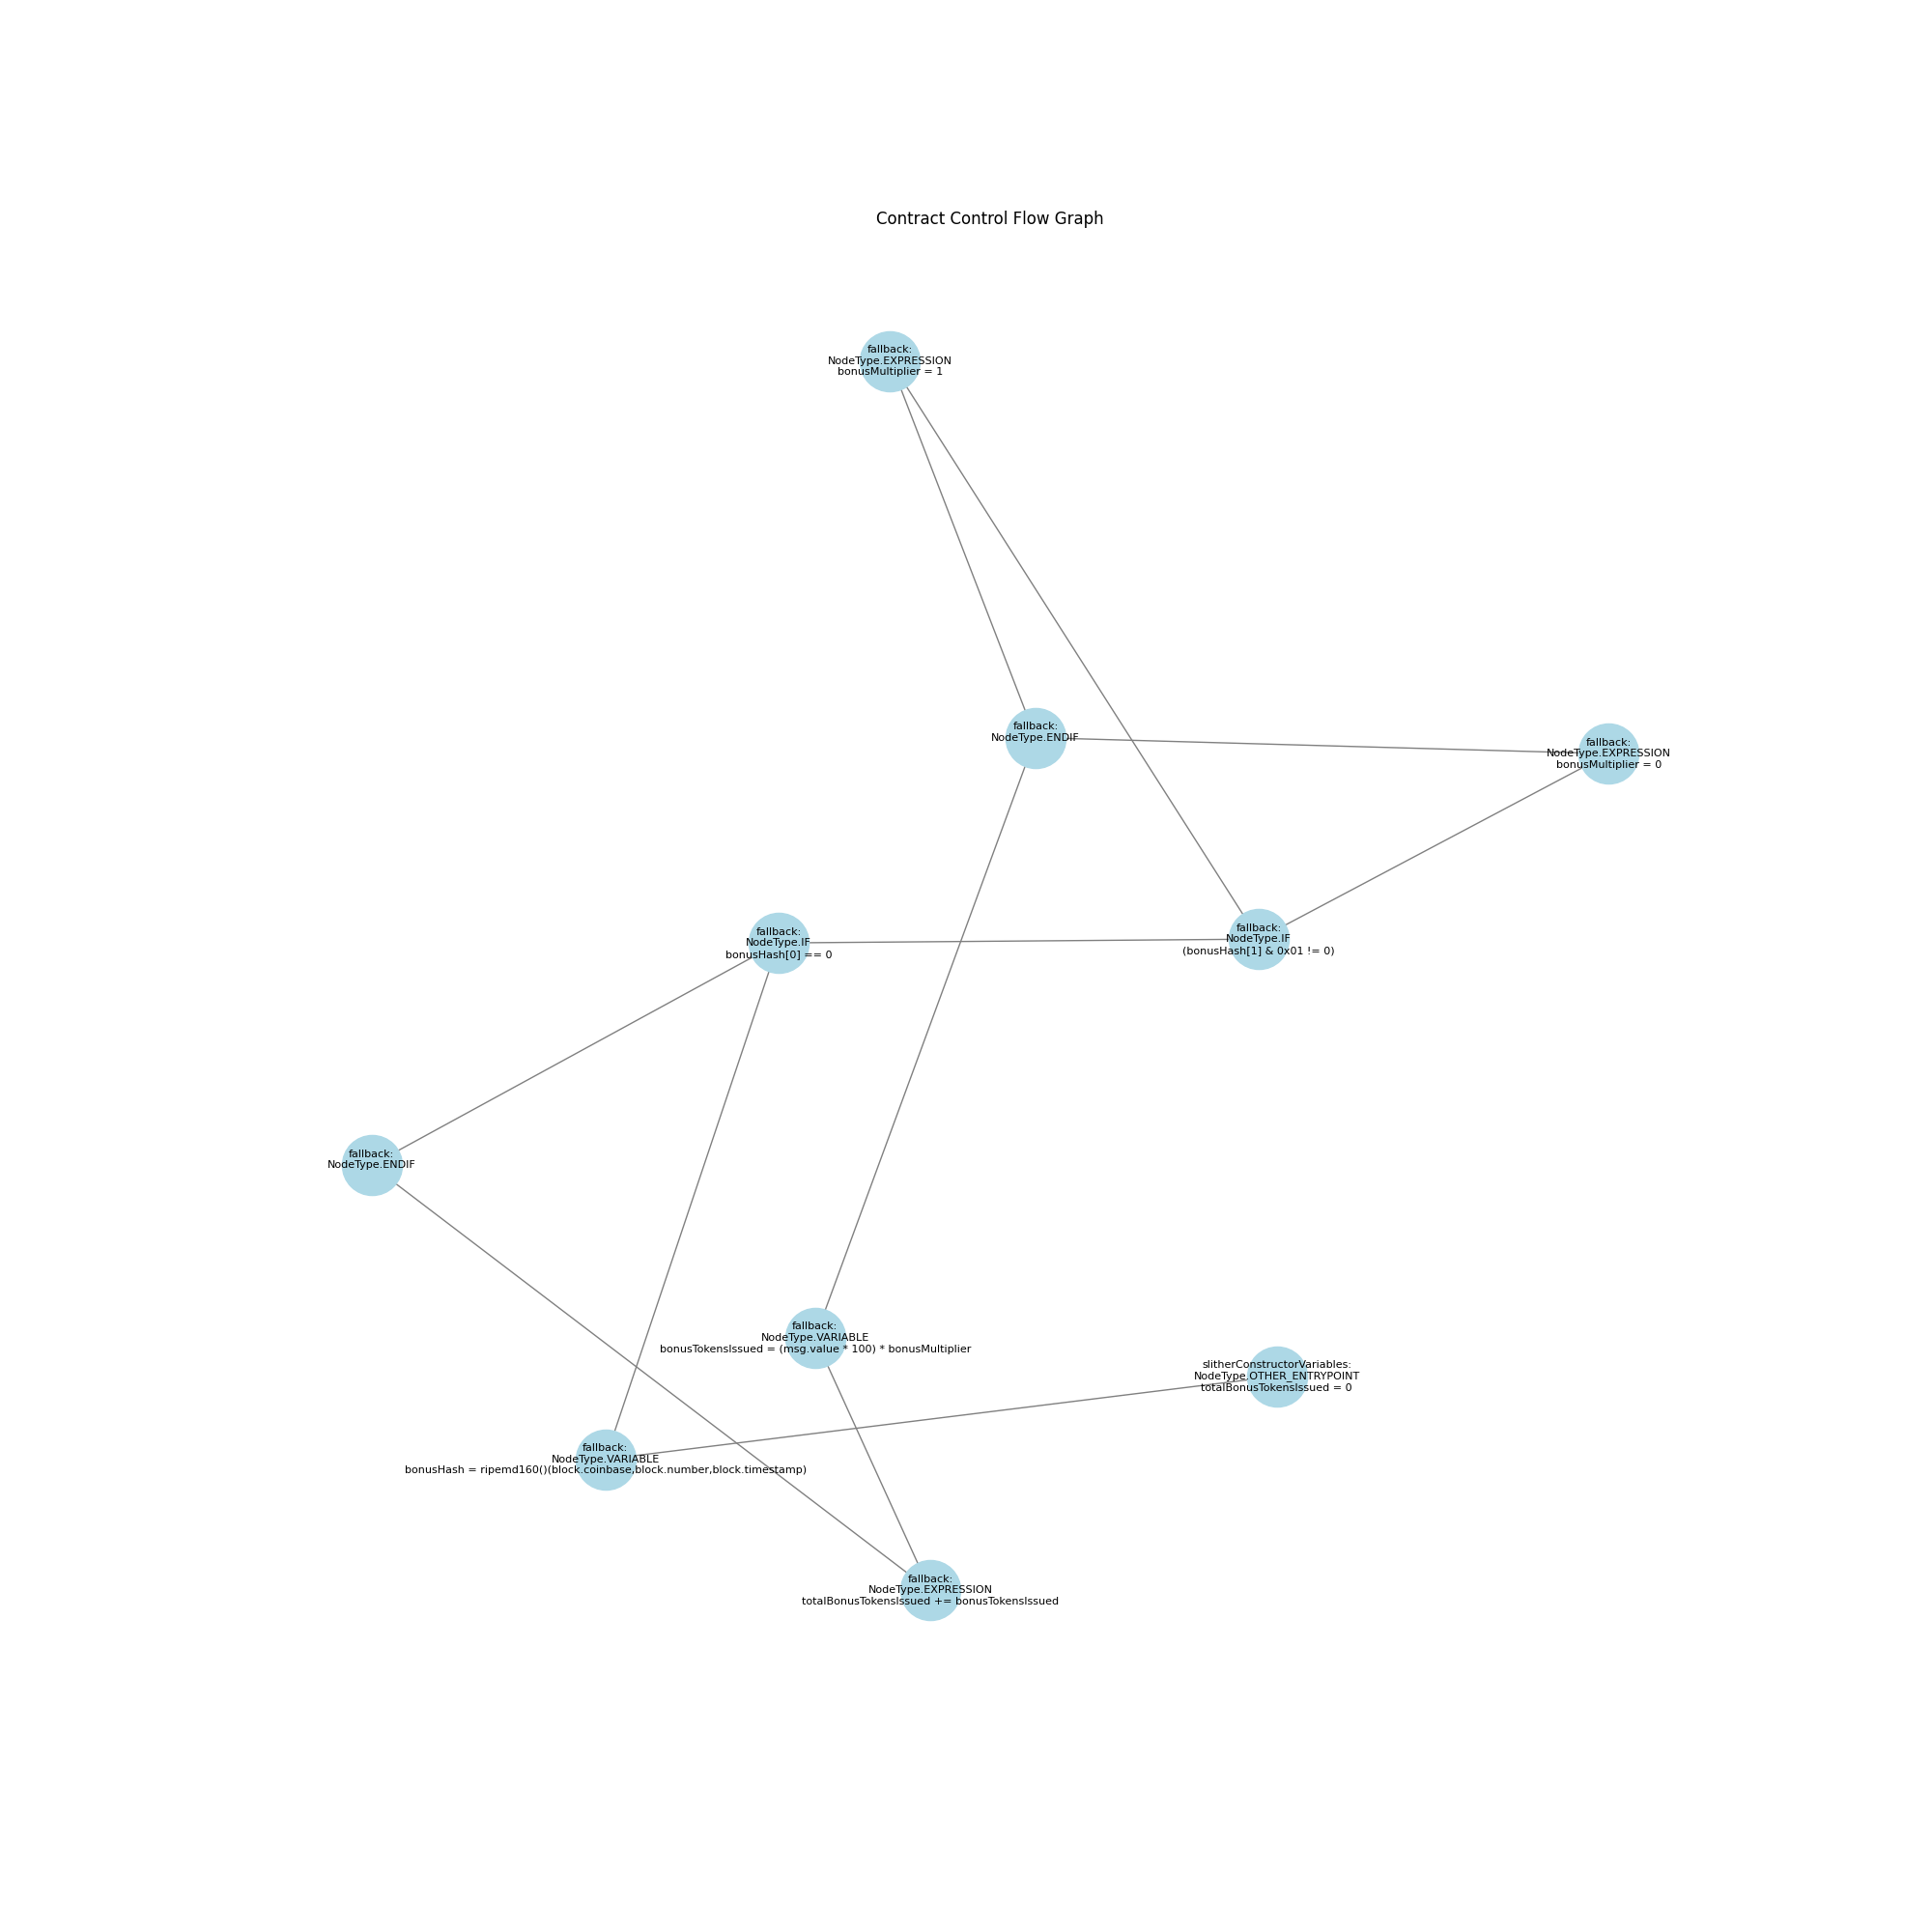 Contract Control Flow Graph
fallback:
NodeType.EXPRESSION
bonusMultiplier = 1
fallback:
NodeType.ENDIF
fallback:
NodeType.EXPRESSION
bonusMultiplier = 0
fallback:
NodeType.IF
bonusHash[0] == 0
fallback:
NodeType.IF
(bonusHash[1] & 0x01 != 0)
fallback:
NodeType.ENDIF
fallback:
NodeType.VARIABLE
bonusTokensIssued = (msg.value * 100) * bonusMultiplier
slitherConstructorVariables:
NodeType.OTHER_ENTRYPOINT
totalBonusTokensIssued = 0
fallback:
NodeType.VARIABLE
bonusHash = ripemd160()(block.coinbase,block.number,block.timestamp)
fallback:
NodeType.EXPRESSION
totalBonusTokensIssued += bonusTokensIssued